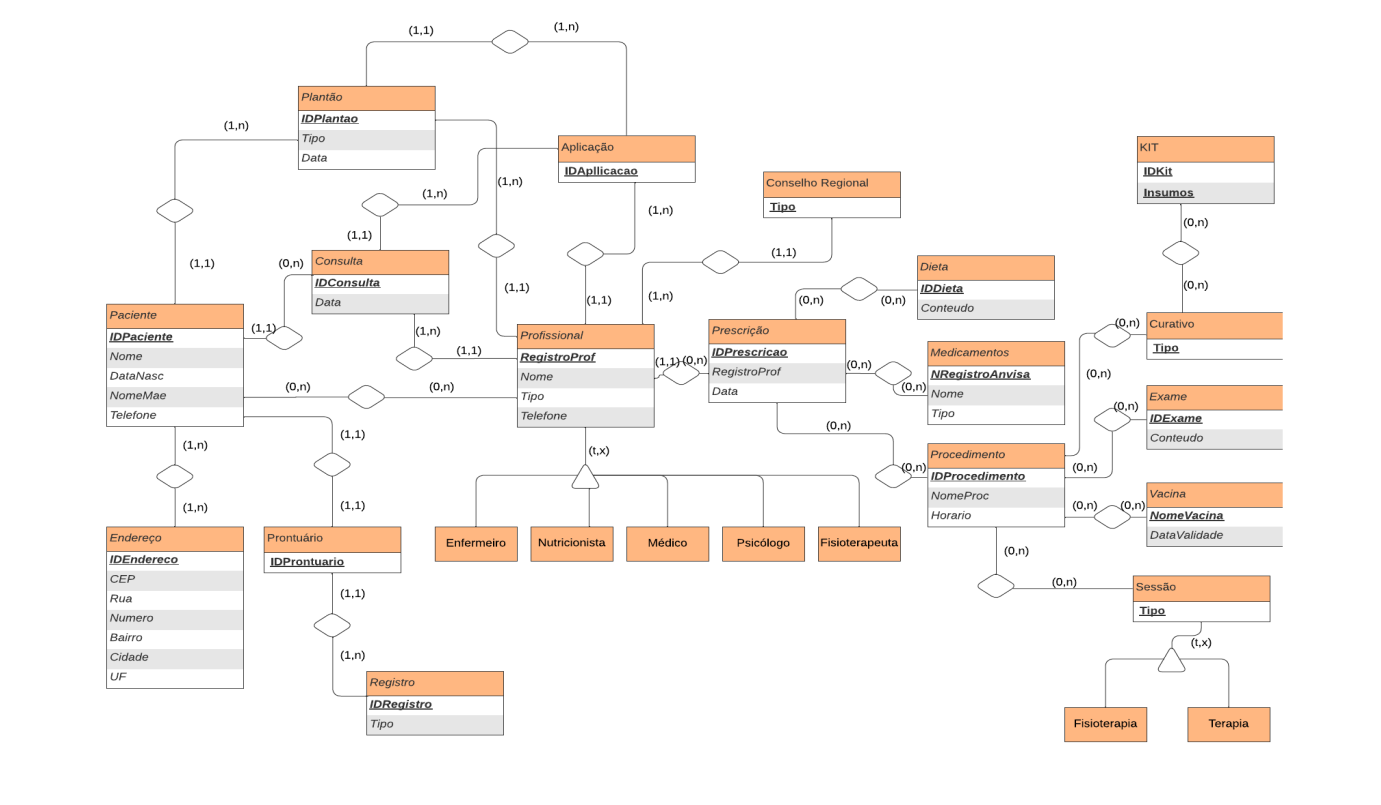 (1,1)
(1,n)
Plantão
IDPlantao
Tipo
Data
(1,n)
(1,1)
Aplicação
IDApllicacao
(1,n)
(1,n)
(1,1)
(1,n)
(1,1)
(1,1)
Conselho Regional
Tipo
(1,1)
(1,n)
KIT
IDKit
Insumos
(0,n)
(0,n)
Consulta
IDConsulta
Data
(0,n)
(1,1)
(1,n)
(1,1)
Dieta
IDDieta
Conteudo
(0,n)
(0,n)
Paciente
IDPaciente
Nome
DataNasc
NomeMae
Telefone
(0,n)
(0,n)
Profissional
RegistroProf
Nome
Tipo
Telefone
(1,1)
(0,n)
Prescrição
IDPrescricao
RegistroProf
Data
(0,n)
(0,n)
Medicamentos
NRegistroAnvisa
Nome
Tipo
(0,n)
(0,n)
Curativo
Tipo
(0,n)
(0,n)
Exame
IDExame
Conteudo
(0,n)
(0,n)
Procedimento
IDProcedimento
NomeProc
Horario
Vacina
NomeVacina
DataValidade
(0,n)
(0,n)
(1,n)
(1,n)
(1,1)
(1,1)
(t,x)
Endereço
IDEndereco
CEP
Rua
Numero
Bairro
Cidade
UF
Prontuário
IDProntuario
(1,1)
(1,n)
Registro
IDRegistro
Tipo
Enfermeiro
Nutricionista
Médico
Psicólogo
Fisioterapeuta
(0,n)
(0,n)
Sessão
Tipo
(t,x)
Fisioterapia
Terapia